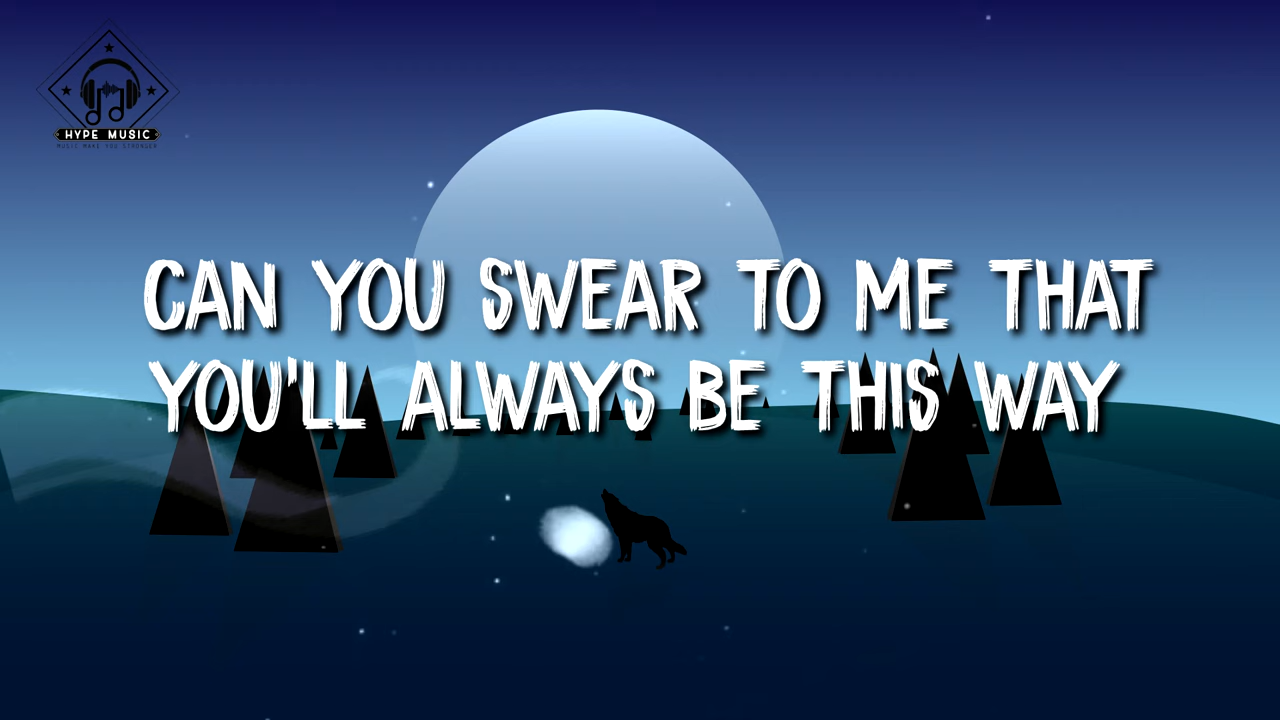 HYPE MUSIC
MUSIC MAKE YOU STRONGER
CAN YOU SWEAR TO ME THAT
YOU'LL ALWAYS BE THIS WAY